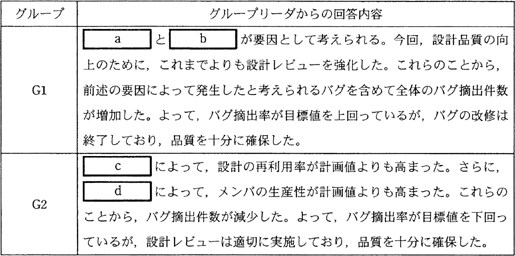 グループ グループリーダからの回答内容
G1
a と b が要因として考えられる。今回，設計品質の向
上のために，これまでよりも設計レビューを強化した。これらのことから，
前述の要因によって発生したと考えられるバグを含めて全体のバグ摘出件数
が増加した。よって，バグ摘出率が目標値を上回っているが，バグの改修は
終了しており，品質を十分に確保した。
G2
c によって，設計の再利用率が計画値よりも高まった。さらに，
d によって，メンバの生産性が計画値よりも高まった。これらの
ことから，バグ摘出件数が減少した。よって，バグ摘出率が目標値を下回っ
ているが，設計レビューは適切に実施しており，品質を十分に確保した。